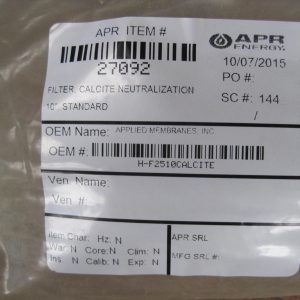 APR ITEM #
APR
ENERGY
27092
10/07/2015
PO #:
FILTER: CALCITE NEUTRALIZATION
10" STANDARD
SC #: 144
/
OEM Name: APPLIED MEMBRANES, INC
OEM #:
H-F2510CALCITE
Ven. Name:
Ven. #:
Item Char: Hz: N
War: N Core: N Clim: N
Ins: N Calib: N Exp: N
APR SRL
MFG SRL #: